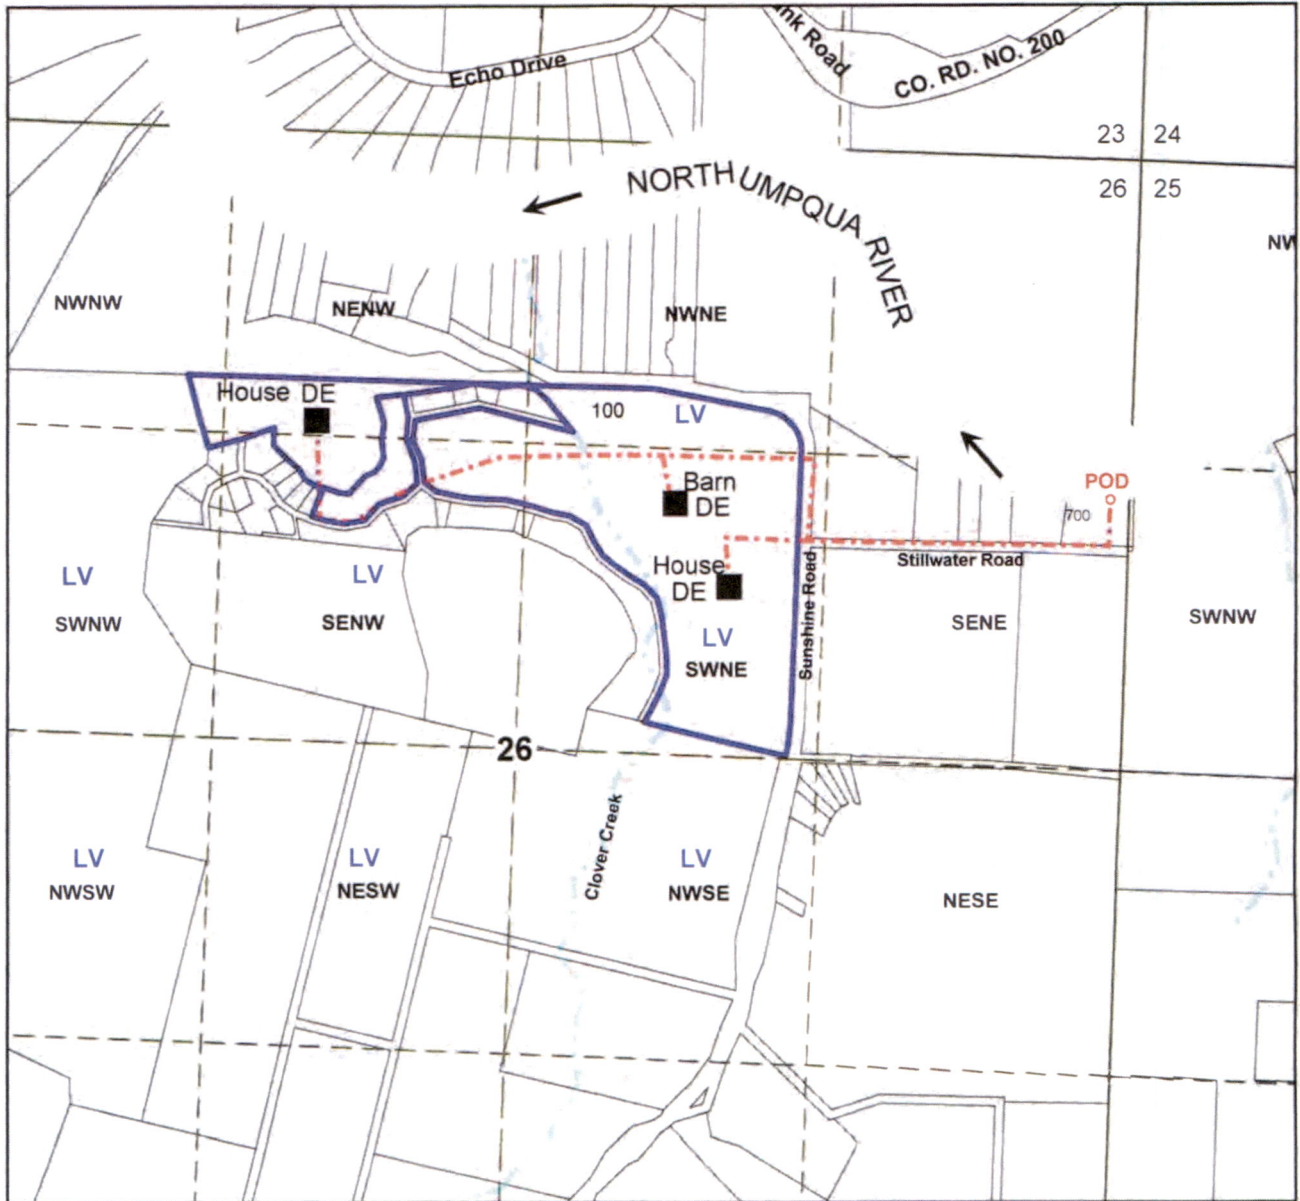 Echo Drive
nk Road
CO. RD. NO. 200
23 24
26 25
NORTH UMPQUA RIVER
NW
NWNW
NENW
NWNE
House DE
100
LV
Barn
DE
POD
700
Stillwater Road
House
DE
Sunshine Road
LV
SWNW
LV
SENW
LV
SWNE
SENE
SWNW
26
Clover Creek
LV
NWSW
LV
NESW
LV
NWSE
NESE